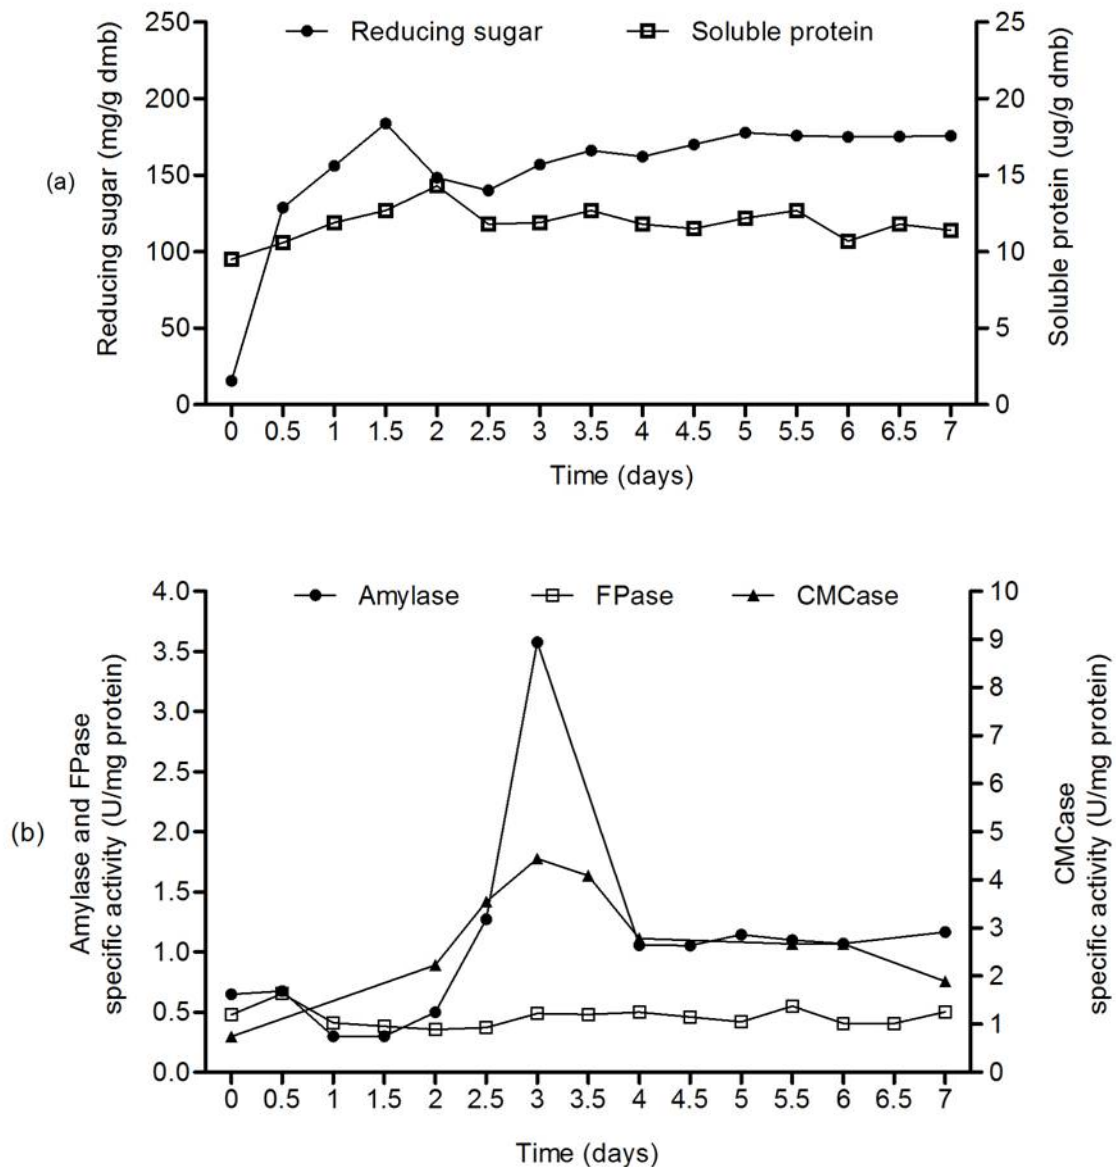 Reducing sugar Soluble protein
(a)
Reducing sugar (mg/g dmb)
250
200
150
100
50
0
Soluble protein (ug/g dmb)
25
20
15
10
5
0
0 0.5 1 1.5 2 2.5 3 3.5 4 4.5 5 5.5 6 6.5 7
Time (days)
Amylase FPase CMCase
(b)
Amylase and FPase
specific activity (U/mg protein)
4.0
3.5
3.0
2.5
2.0
1.5
1.0
0.5
0.0
CMCase
specific activity (U/mg protein)
10
9
8
7
6
5
4
3
2
1
0
0 0.5 1 1.5 2 2.5 3 3.5 4 4.5 5 5.5 6 6.5 7
Time (days)